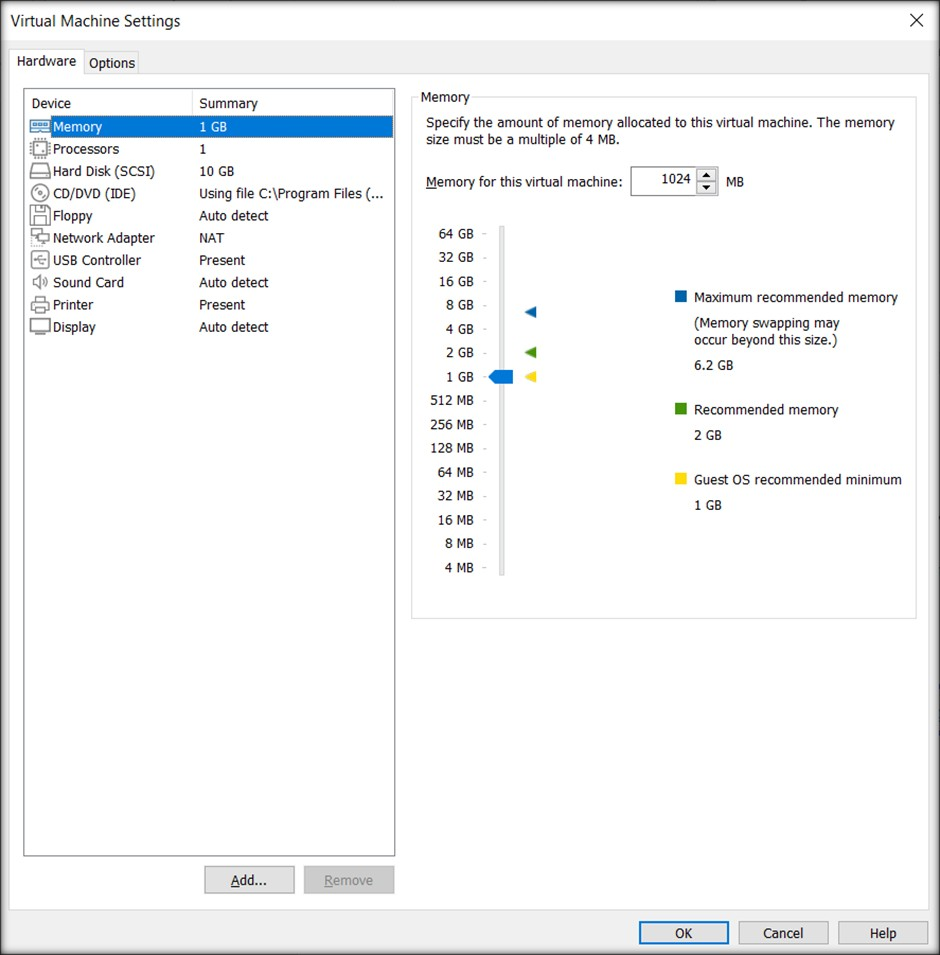 Virtual Machine Settings
Hardware
Options
Device Summary
Memory 1 GB
Processors 1
Hard Disk (SCSI) 10 GB
CD/DVD (IDE) Using file C:\Program Files (...
Floppy Auto detect
Network Adapter NAT
USB Controller Present
Sound Card Auto detect
Printer Present
Display Auto detect
Add...
Remove
Memory
Specify the amount of memory allocated to this virtual machine. The memory
size must be a multiple of 4 MB.
Memory for this virtual machine: 1024 MB
64 GB
32 GB
16 GB
8 GB
4 GB
2 GB
1 GB
512 MB
256 MB
128 MB
64 MB
32 MB
16 MB
8 MB
4 MB
Maximum recommended memory
(Memory swapping may
occur beyond this size.)
6.2 GB
Recommended memory
2 GB
Guest OS recommended minimum
1 GB
OK
Cancel
Help